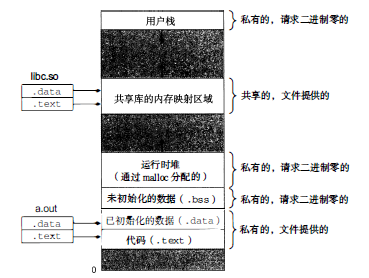 用户栈
私有的，请求二进制零的
libc.so
.data
.text
共享库的内存映射区域
共享的，文件提供的
运行时堆
（通过 malloc 分配的）
私有的，请求二进制零的
未初始化的数据（.bss）
私有的，请求二进制零的
a.out
.data
.text
已初始化的数据（.data）
代码（.text）
私有的，文件提供的
0